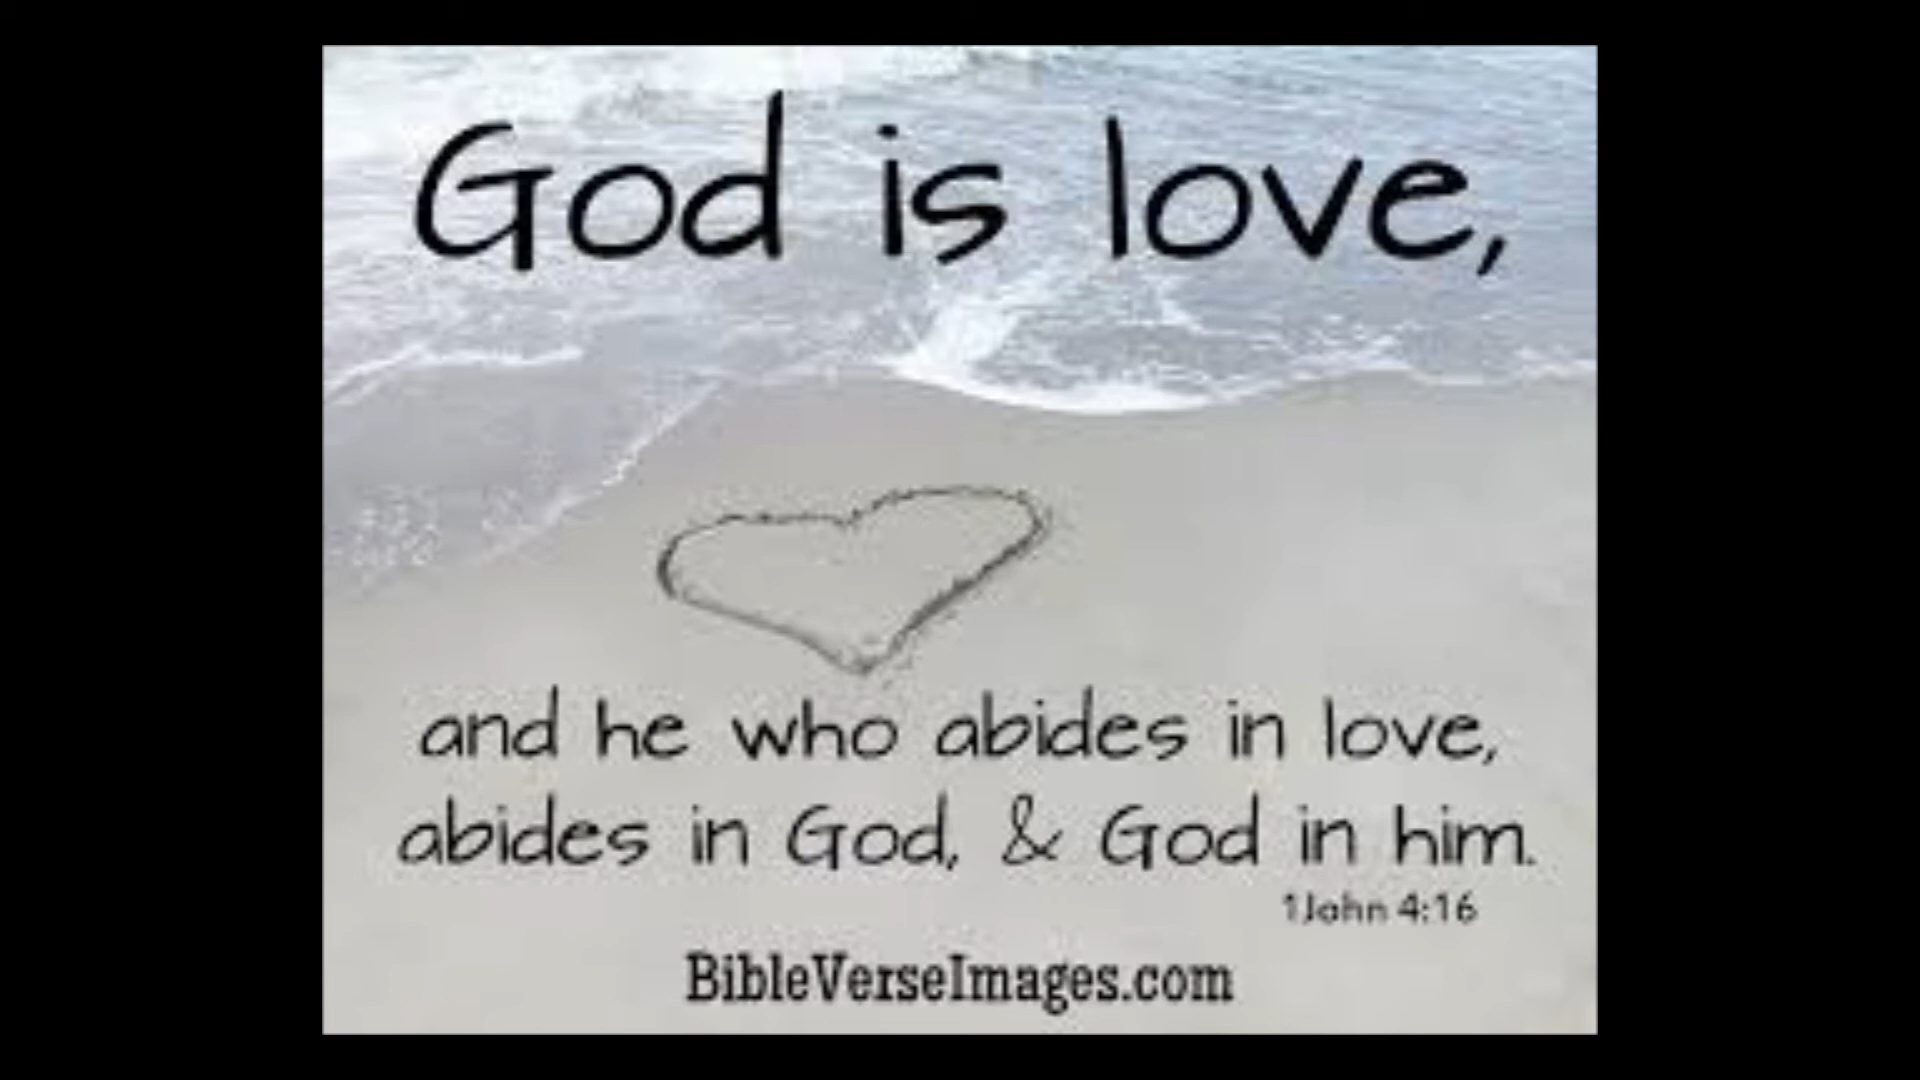 God is love,
and he who abides in love,
abides in God, & God in him.
1John 4:16
BibleVerseImages.com